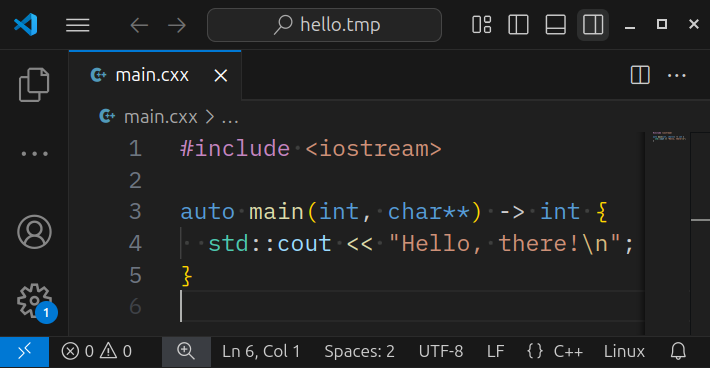 hello.tmp
main.cxx
main.cxx > ...
1 #include <iostream>
2
3 auto main(int, char**) -> int {
4   std::cout << "Hello, there!\n";
5 }
6
1
0 0 Ln 6, Col 1 Spaces: 2 UTF-8 LF {} C++ Linux